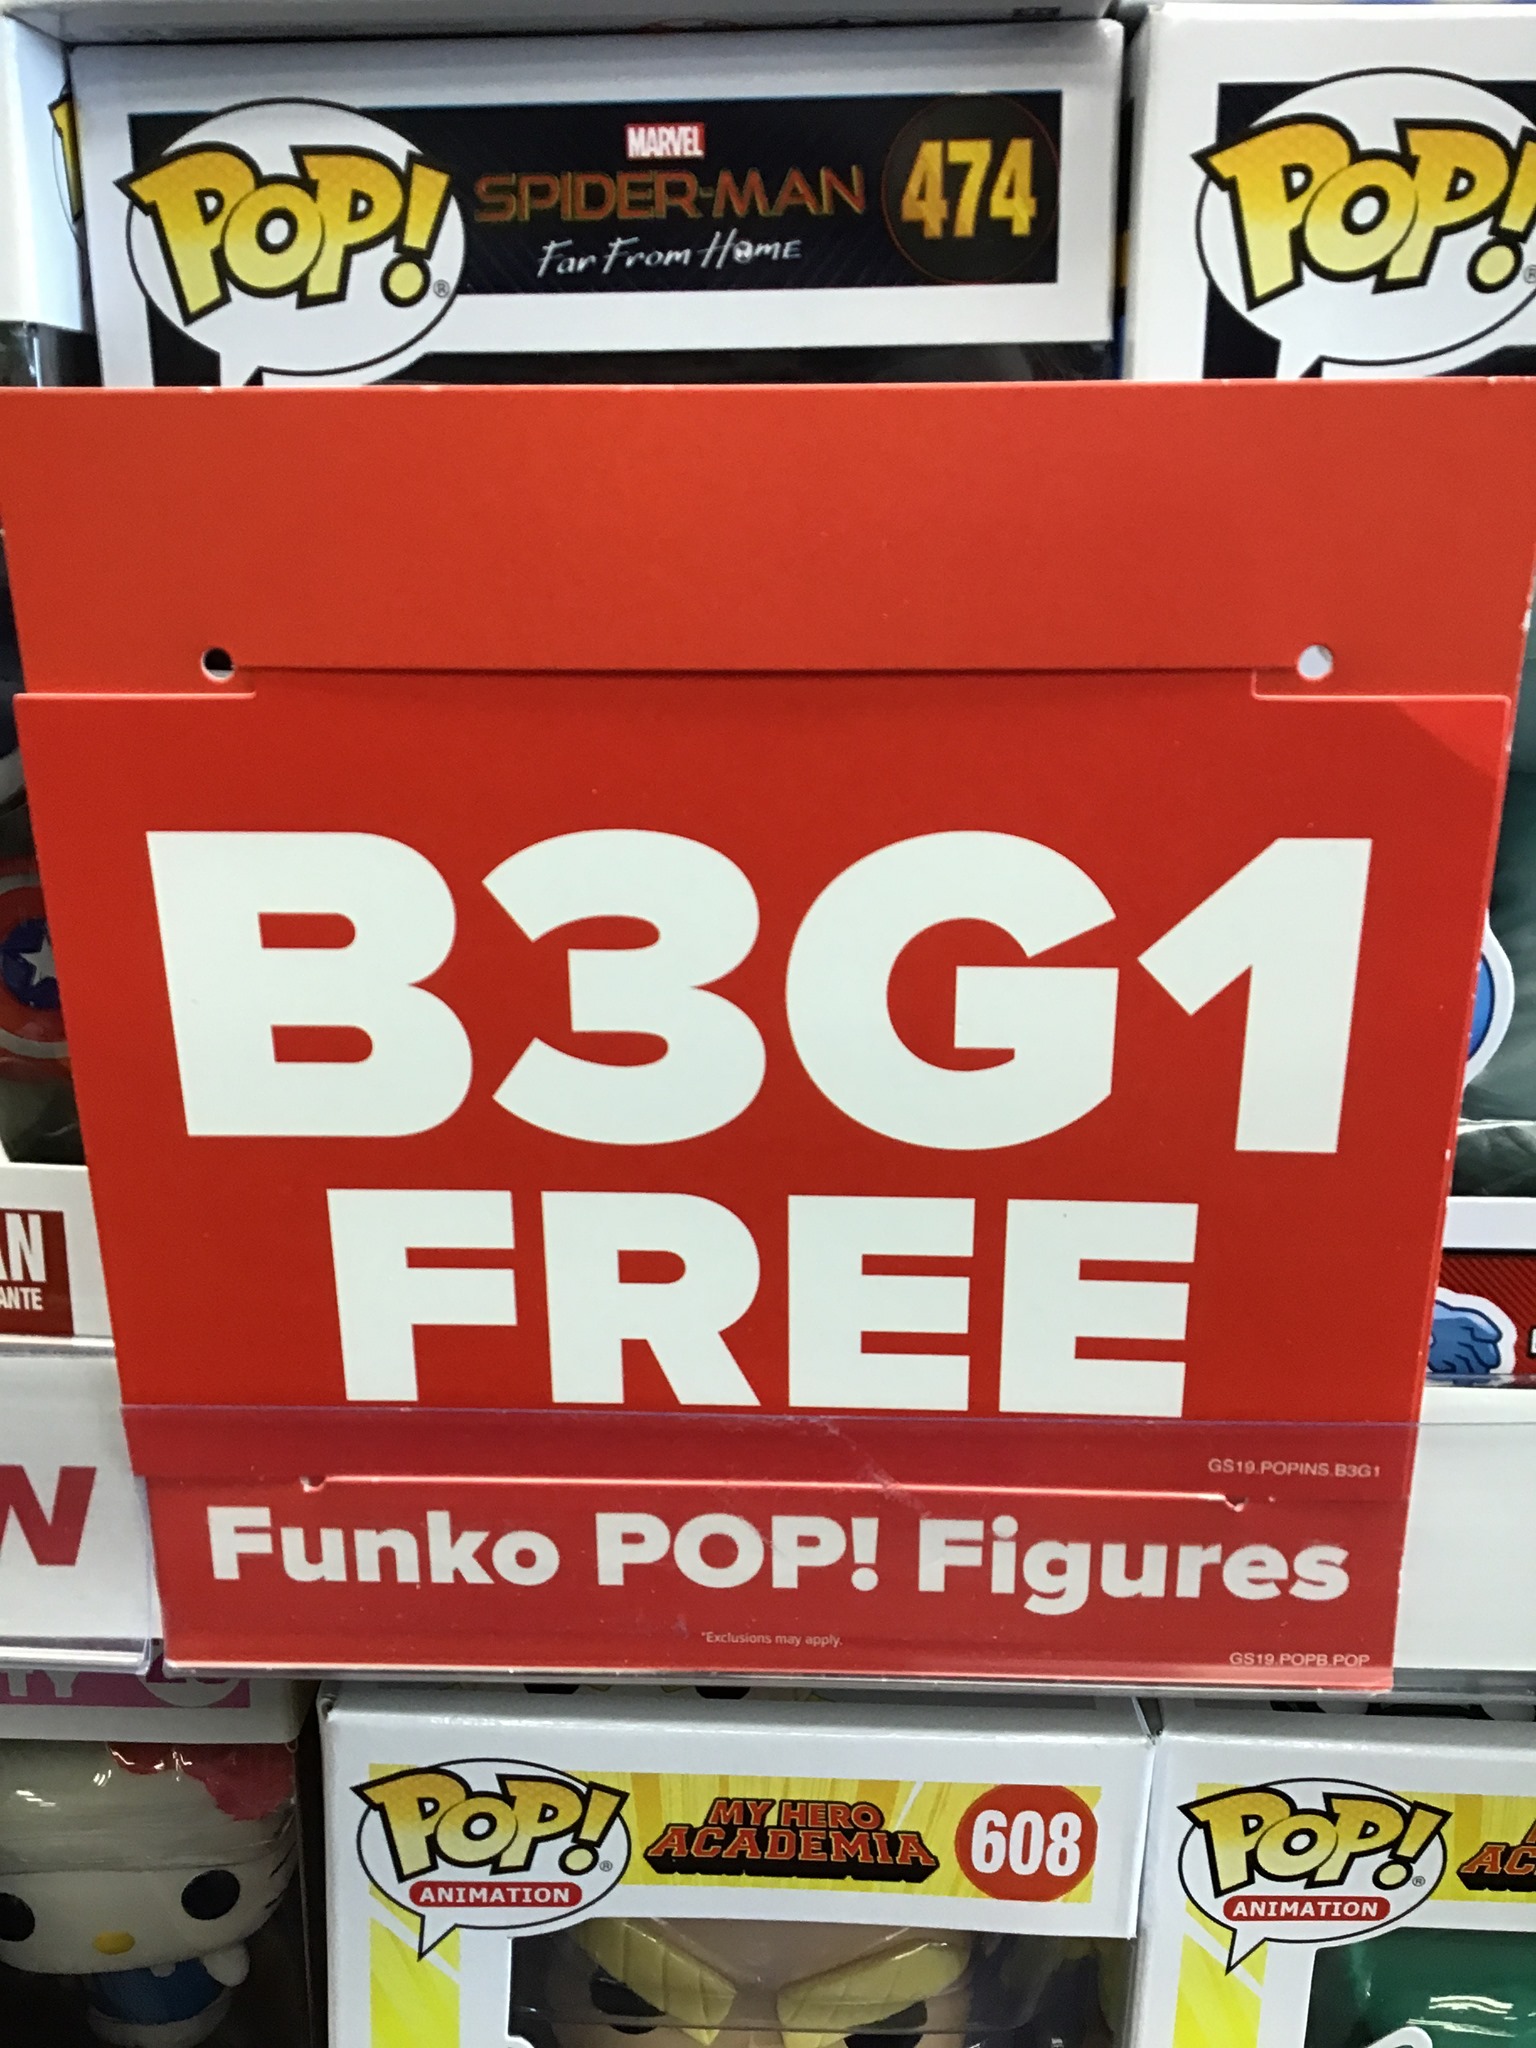 POP!
MARVEL
SPIDER-MAN
Far From Home
474
POP!
B3G1
FREE
GS19.POPINS.B3G1
Funko POP! Figures
*Exclusions may apply.
GS19.POPB.POP
POP!
ANIMATION
MY HERO
ACADEMIA
608
POP!
ANIMATION